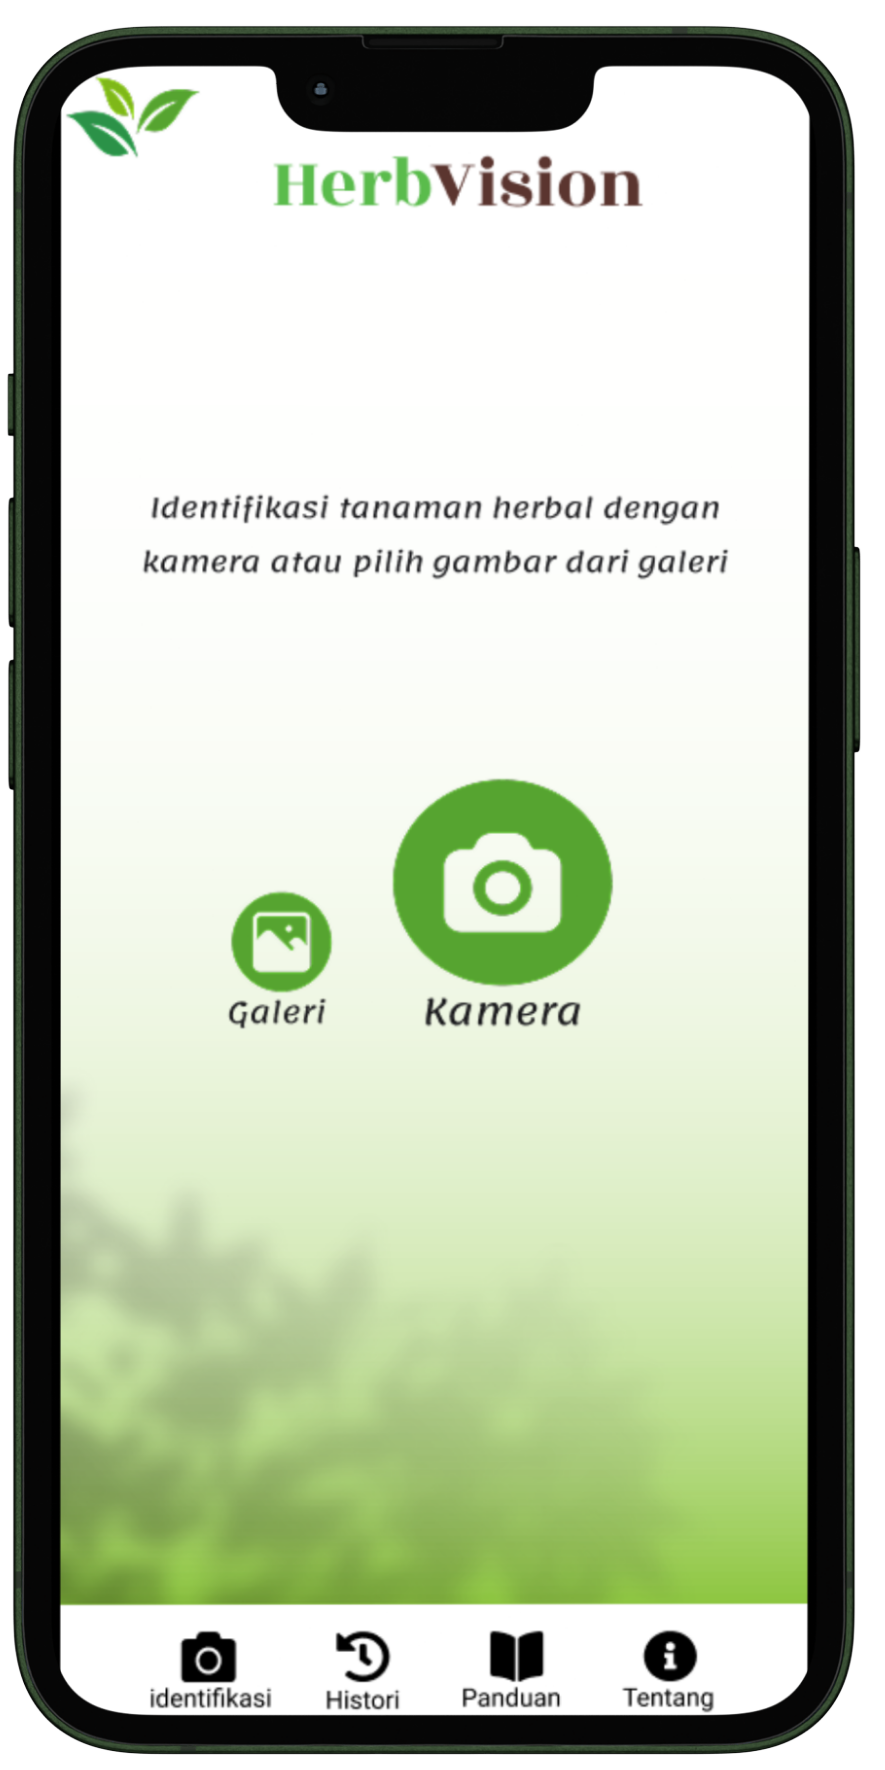 HerbVision
Identifikasi tanaman herbal dengan
kamera atau pilih gambar dari galeri
Galeri
Kamera
identifikasi
Histori
Panduan
Tentang